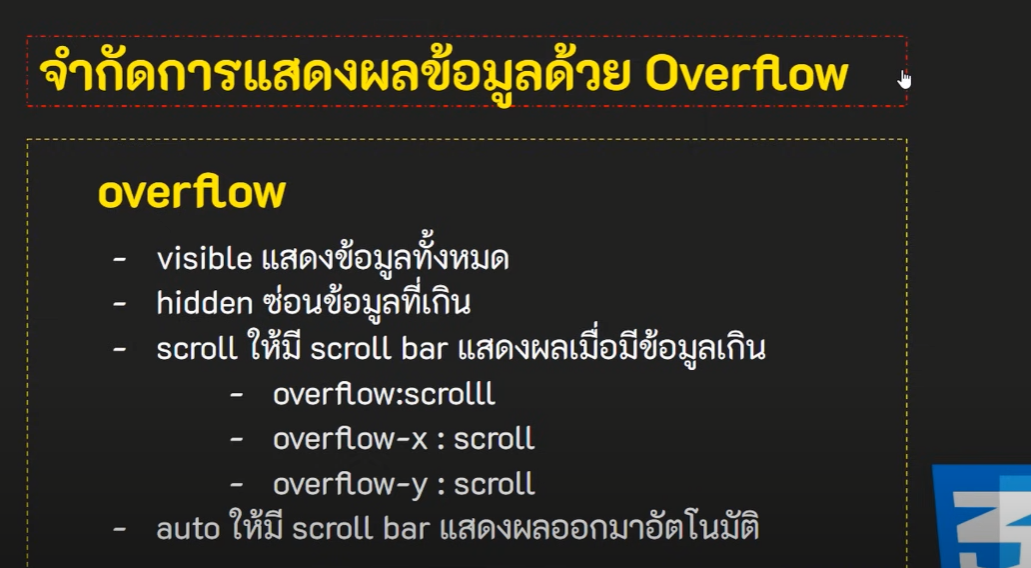 จำกัดการแสดงผลข้อมูลด้วย Overflow
overflow
- visible แสดงข้อมูลทั้งหมด
- hidden ซ่อนข้อมูลที่เกิน
- scroll ให้มี scroll bar แสดงผลเมื่อมีข้อมูลเกิน
- overflow:scrolll
- overflow-x : scroll
- overflow-y : scroll
- auto ให้มี scroll bar แสดงผลออกมาอัตโนมัติ